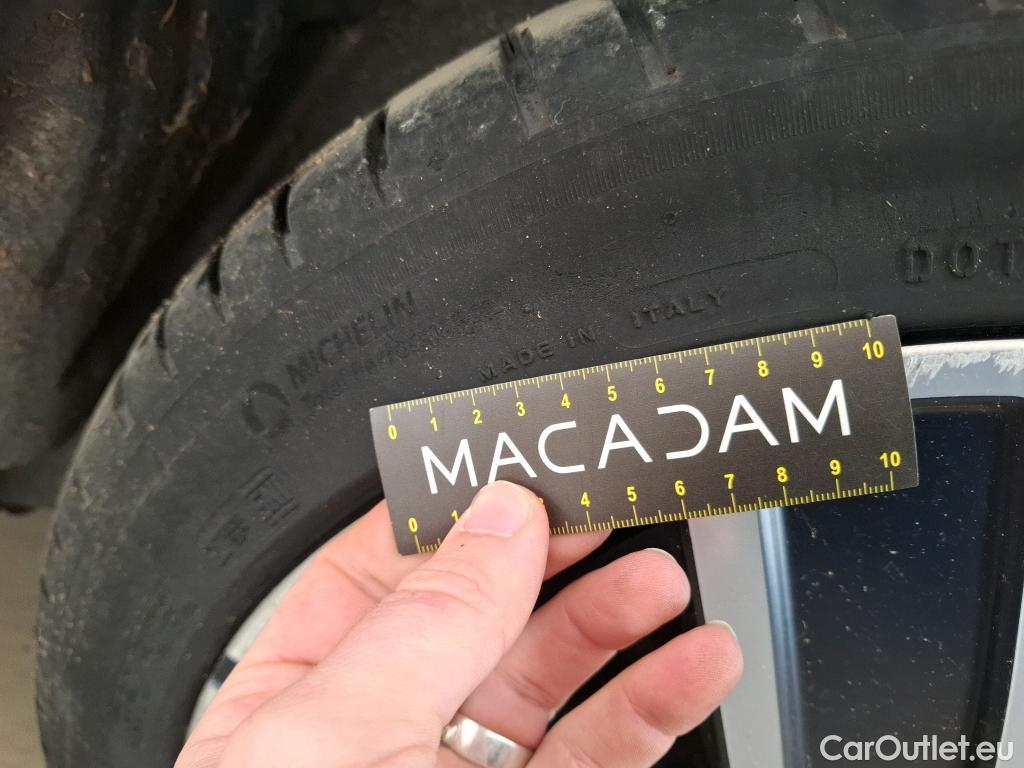 DOT
MICHELIN
MADE IN ITALY
0 1 2 3 4 5 6 7 8 9 10
MACADAM
0 1 3 4 5 6 7 8 9 10
CarOutlet.eu